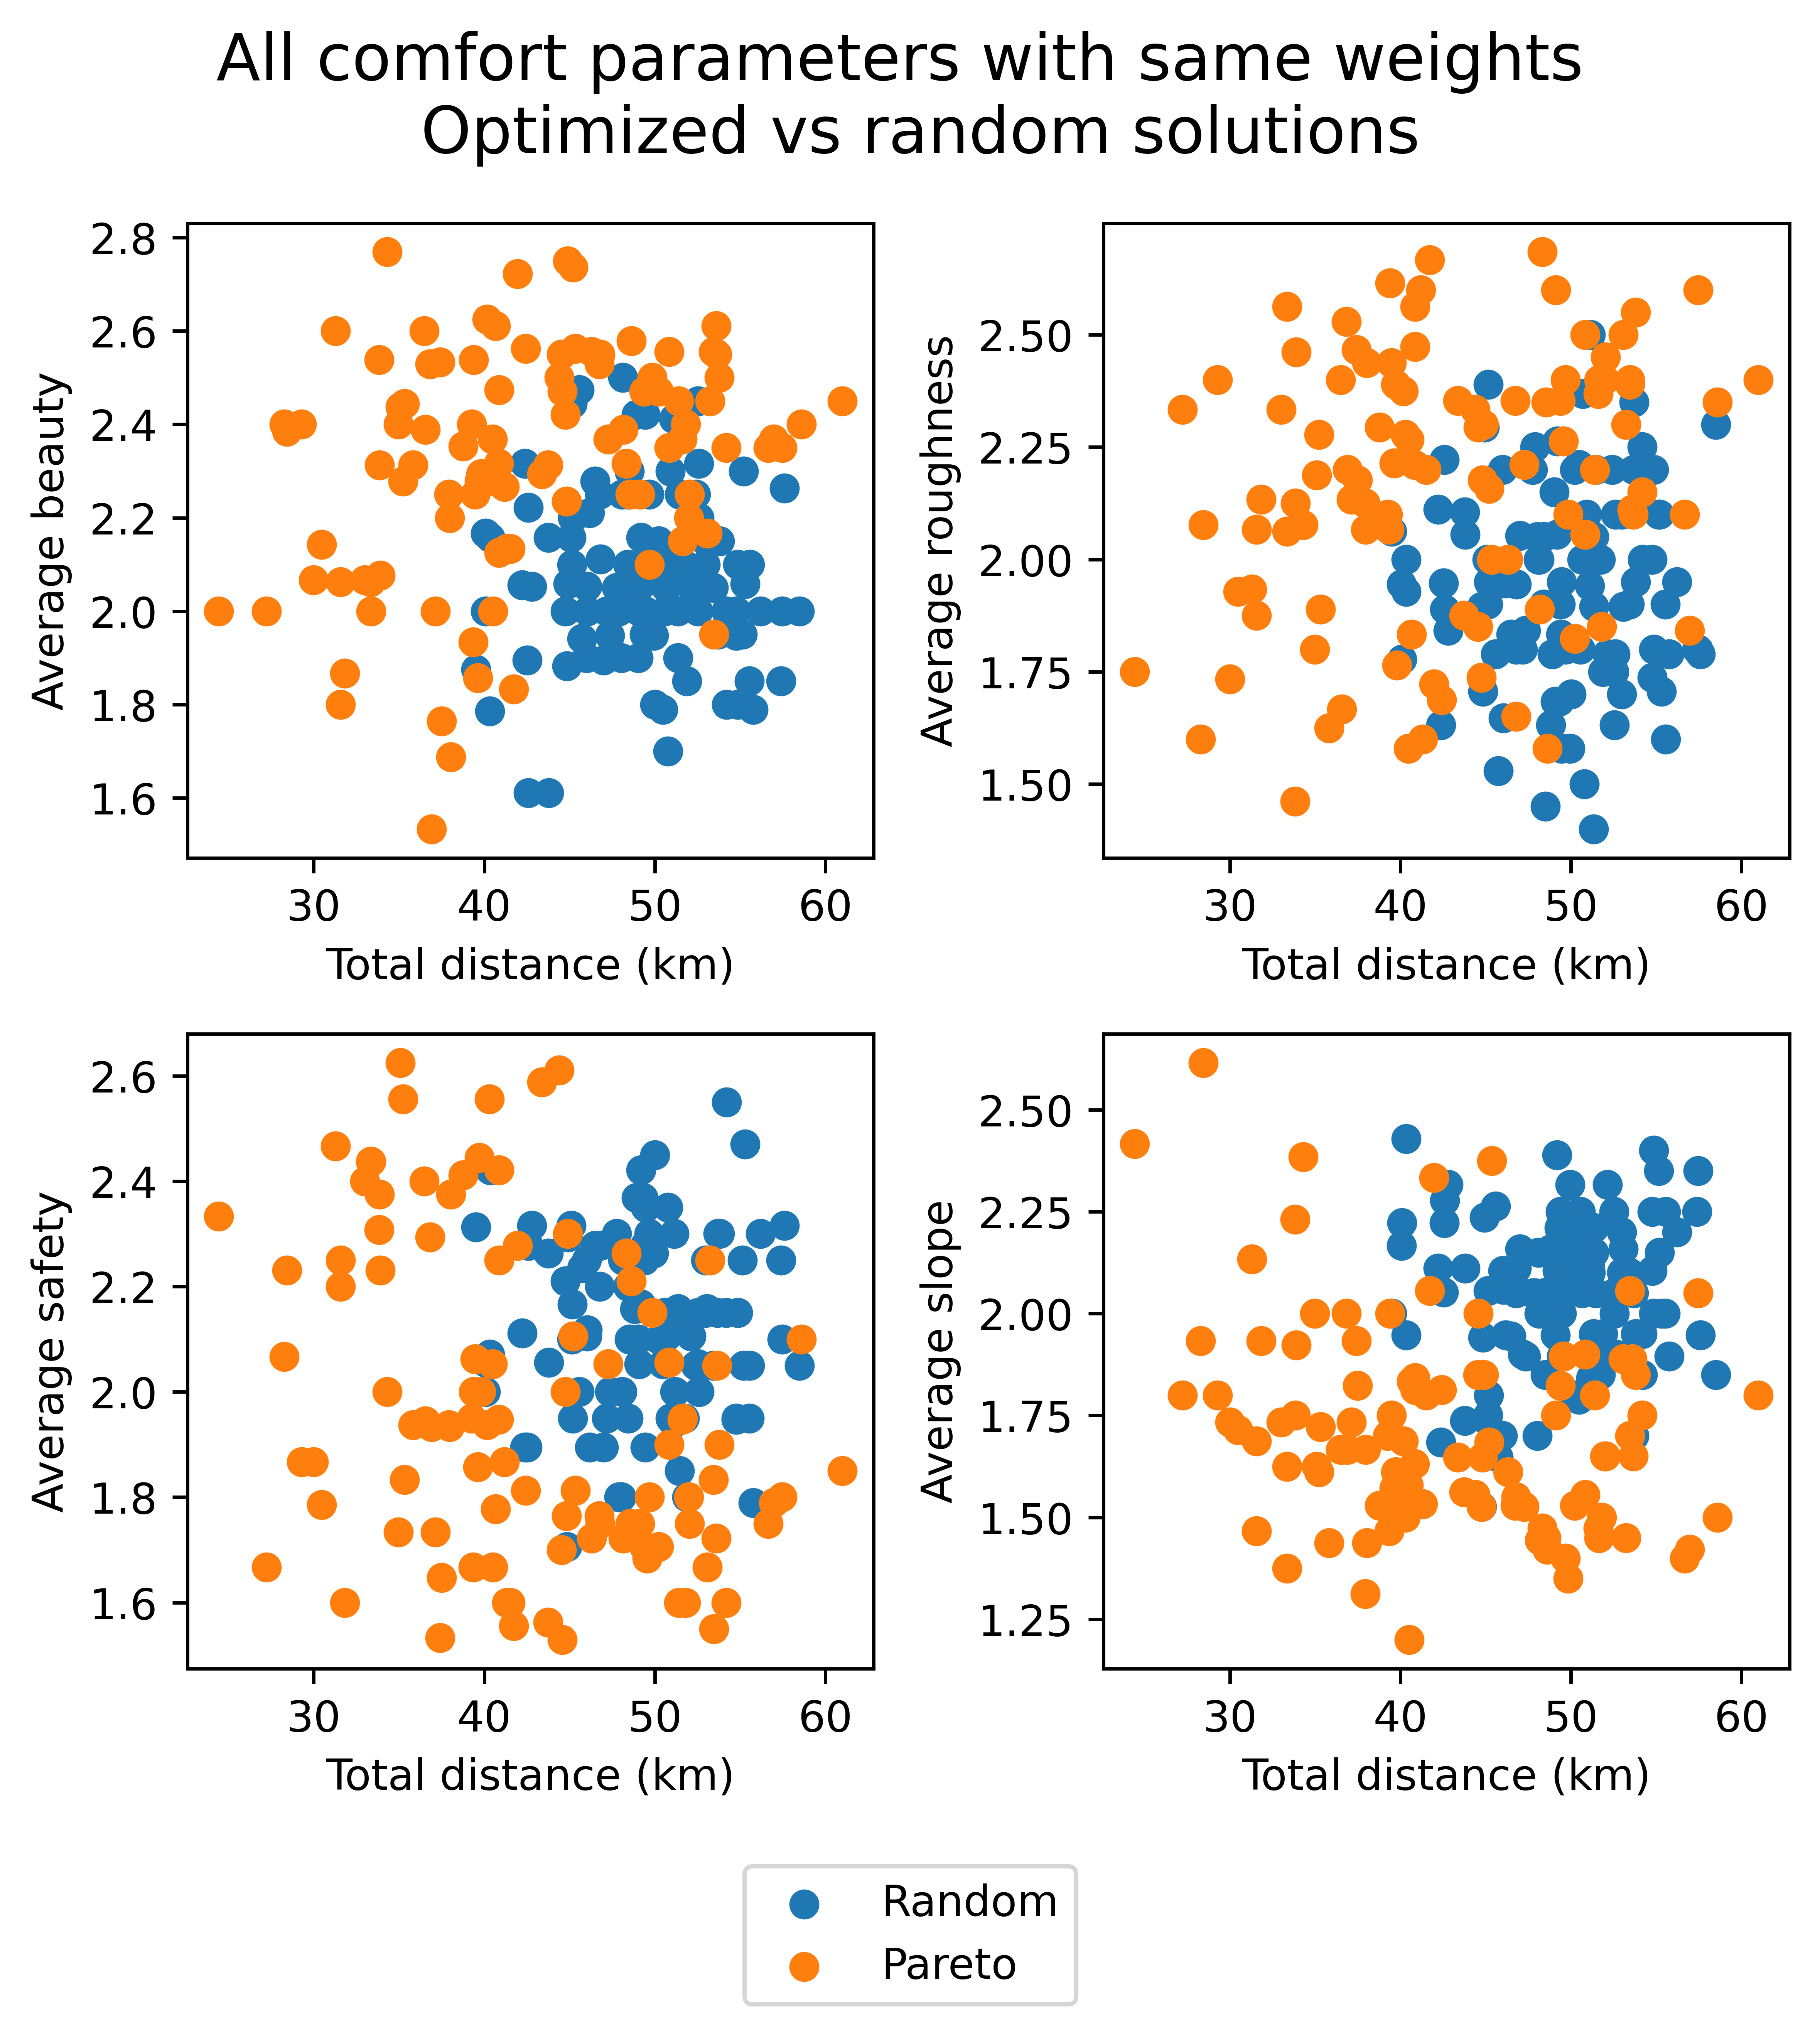 All comfort parameters with same weights
Optimized vs random solutions
Average beauty
2.8
2.6
2.4
2.2
2.0
1.8
1.6
30 40 50 60
Total distance (km)
Average roughness
2.50
2.25
2.00
1.75
1.50
30 40 50 60
Total distance (km)
Average safety
2.6
2.4
2.2
2.0
1.8
1.6
30 40 50 60
Total distance (km)
Average slope
2.50
2.25
2.00
1.75
1.50
1.25
30 40 50 60
Total distance (km)
Random
Pareto